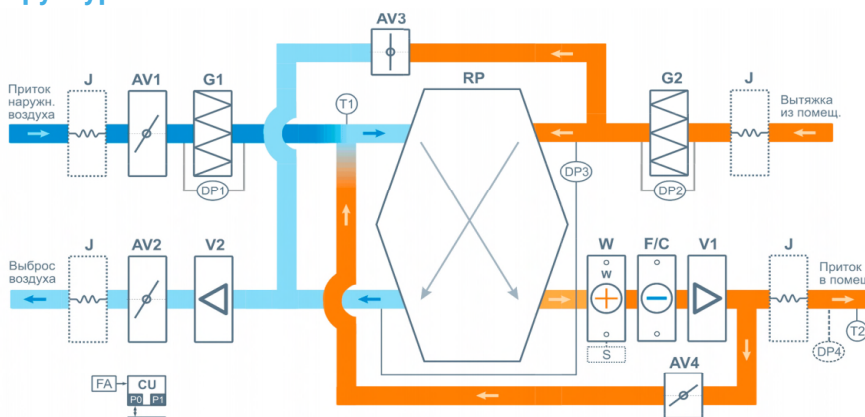 AV3
J
AV1
G1
RP
G2
J
Приток
наружн.
воздуха
T1
Вытяжка
из помещ.
DP1
DP3
DP2
J
AV2
V2
W
F/C
V1
J
Выброс
воздуха
w
Приток
в помещ
S
DP4
T2
AV4
FA
CU
P0 P1